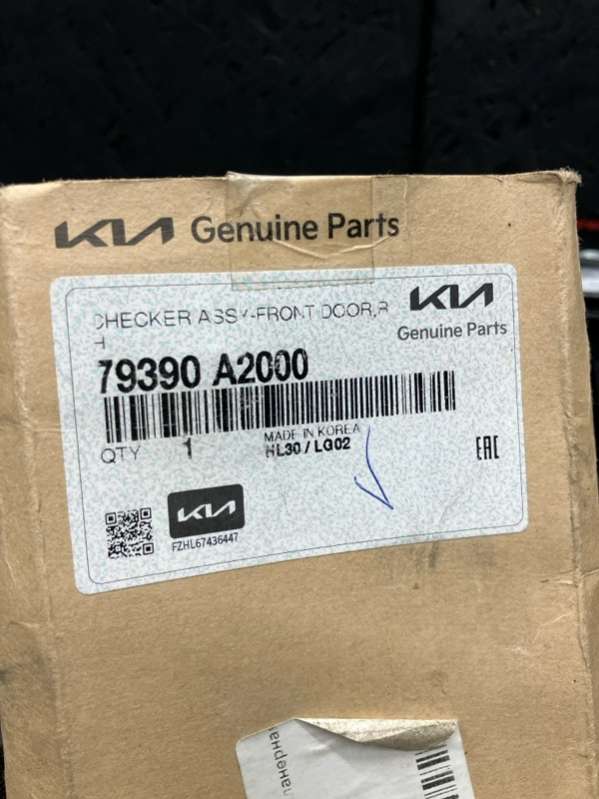 KIA Genuine Parts
CHECKER ASSY-FRONT DOOR,R
H
KIA
Genuine Parts
79390 A2000
QTY 1
MADE IN KOREA
HL30 / LG02
EAC
KIA
FZHL67436447